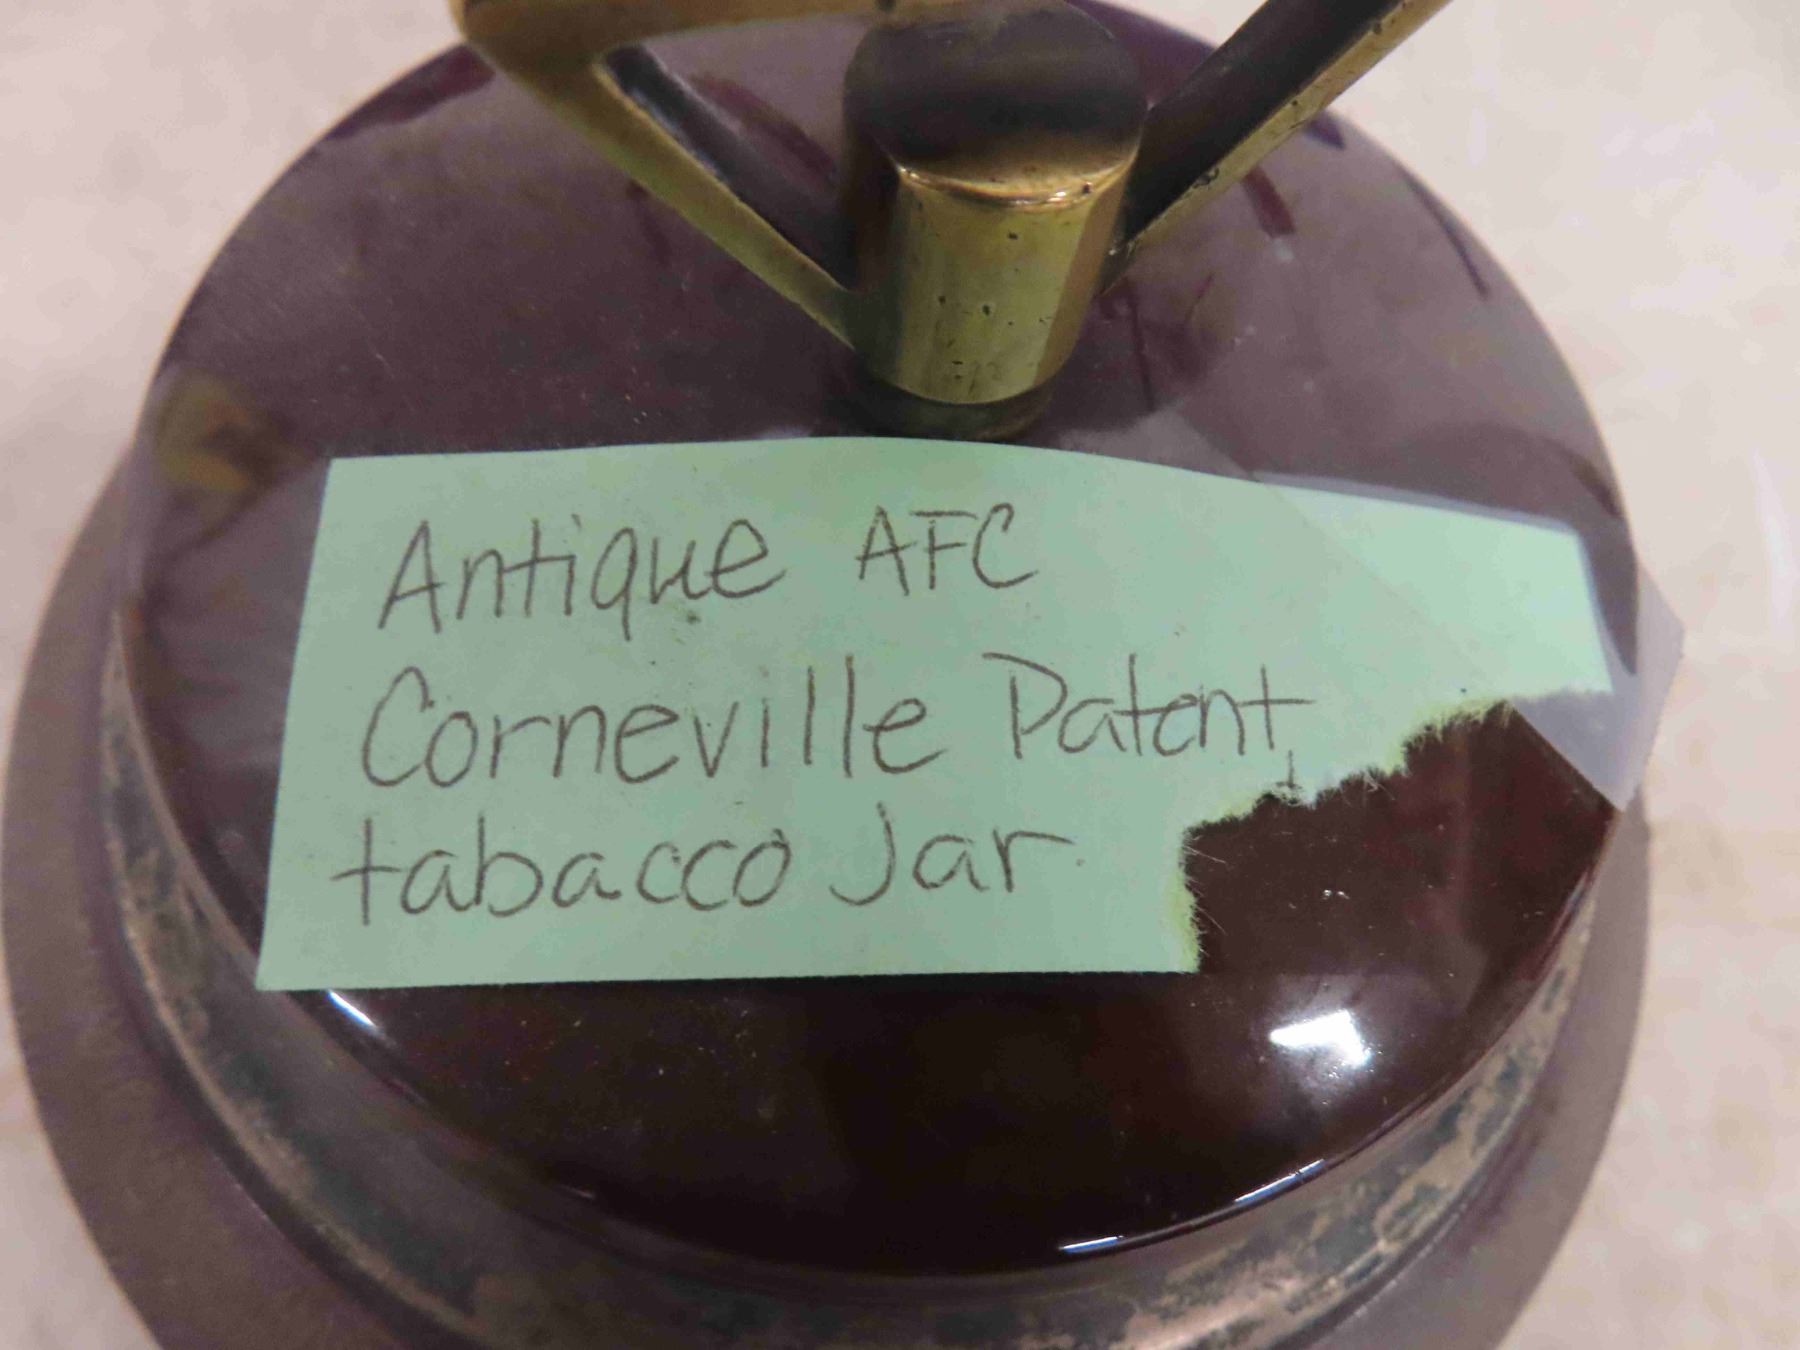 Antique AFC
Corneville Patent
tabacco Jar